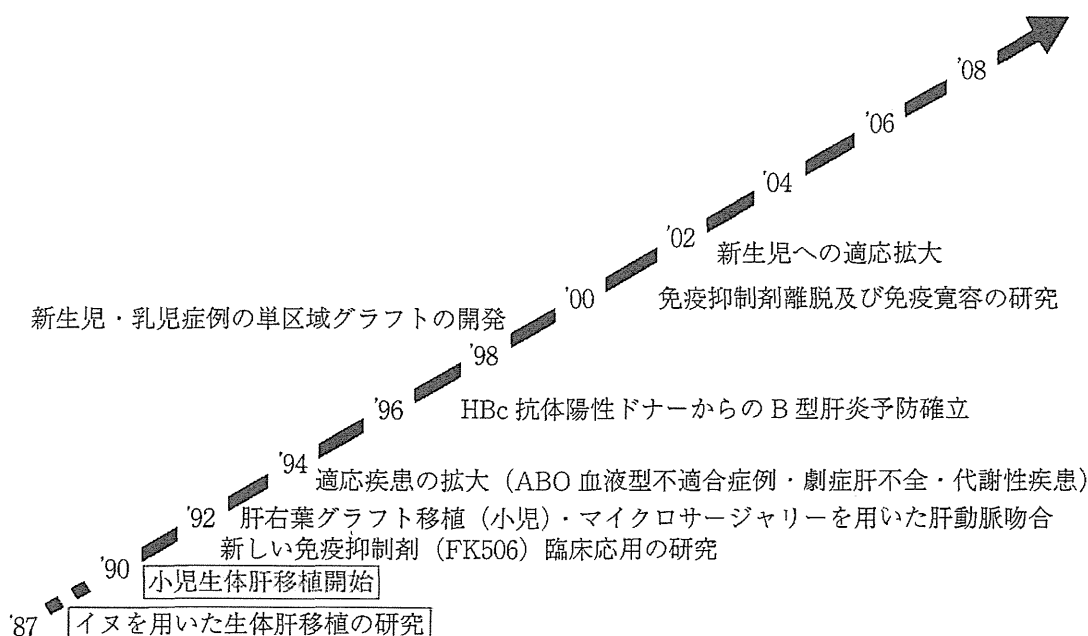 '08
'06
'04
'02
新生児への適応拡大
'00
免疫抑制剤離脱及び免疫寛容の研究
新生児・乳児症例の単区域グラフトの開発
'98
'96
HBc 抗体陽性ドナーからの B 型肝炎予防確立
'94
適応疾患の拡大（ABO 血液型不適合症例・劇症肝不全・代謝性疾患）
'92
肝右葉グラフト移植（小児）・マイクロサージャリーを用いた肝動脈吻合
新しい免疫抑制剤（FK506）臨床応用の研究
'90
小児生体肝移植開始
'87
イヌを用いた生体肝移植の研究